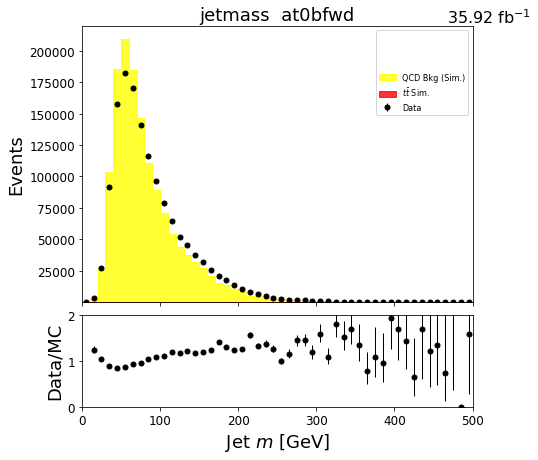 jetmass at0bfwd
35.92 fb⁻¹
QCD Bkg (Sim.)
tt̄ Sim.
Data
200000
175000
150000
125000
100000
75000
50000
25000
Events
2
1
0
Data/MC
0 100 200 300 400 500
Jet m [GeV]